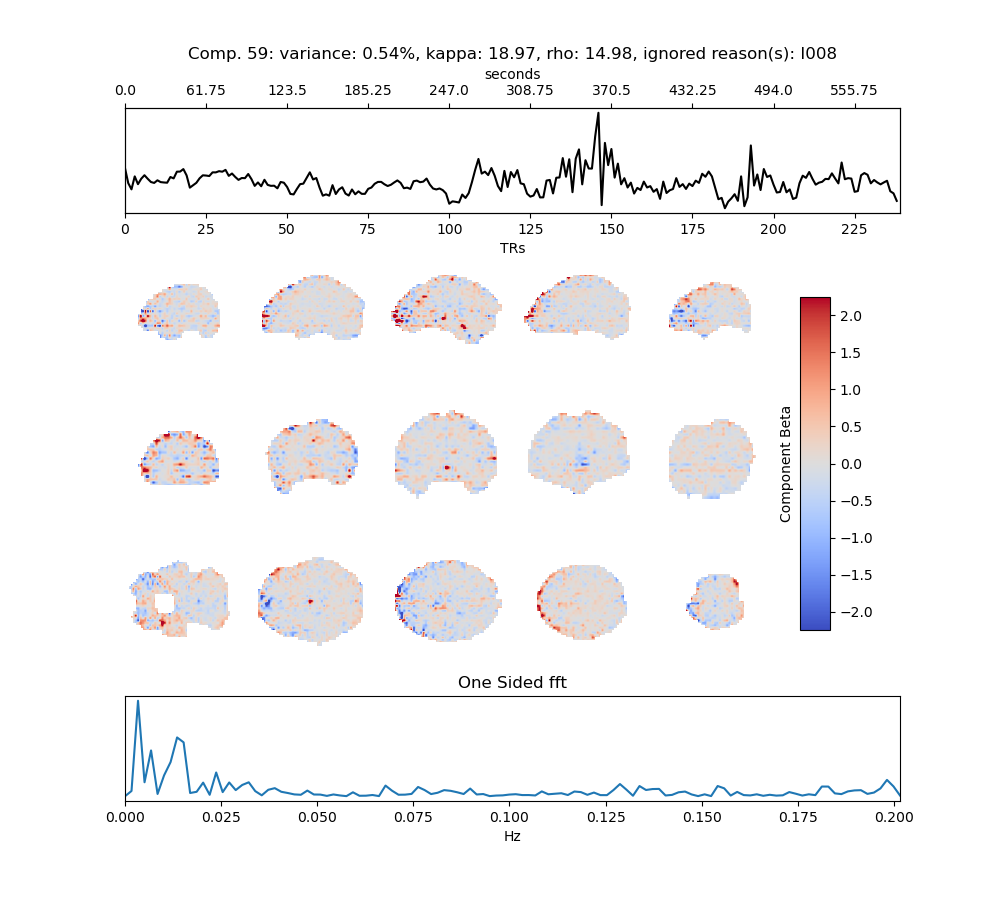 Comp. 59: variance: 0.54%, kappa: 18.97, rho: 14.98, ignored reason(s): I008
seconds
0.0 61.75 123.5 185.25 247.0 308.75 370.5 432.25 494.0 555.75
0 25 50 75 100 125 150 175 200 225
TRs
2.0
1.5
1.0
0.5
0.0
−0.5
−1.0
−1.5
−2.0
Component Beta
One Sided fft
0.000 0.025 0.050 0.075 0.100 0.125 0.150 0.175 0.200
Hz